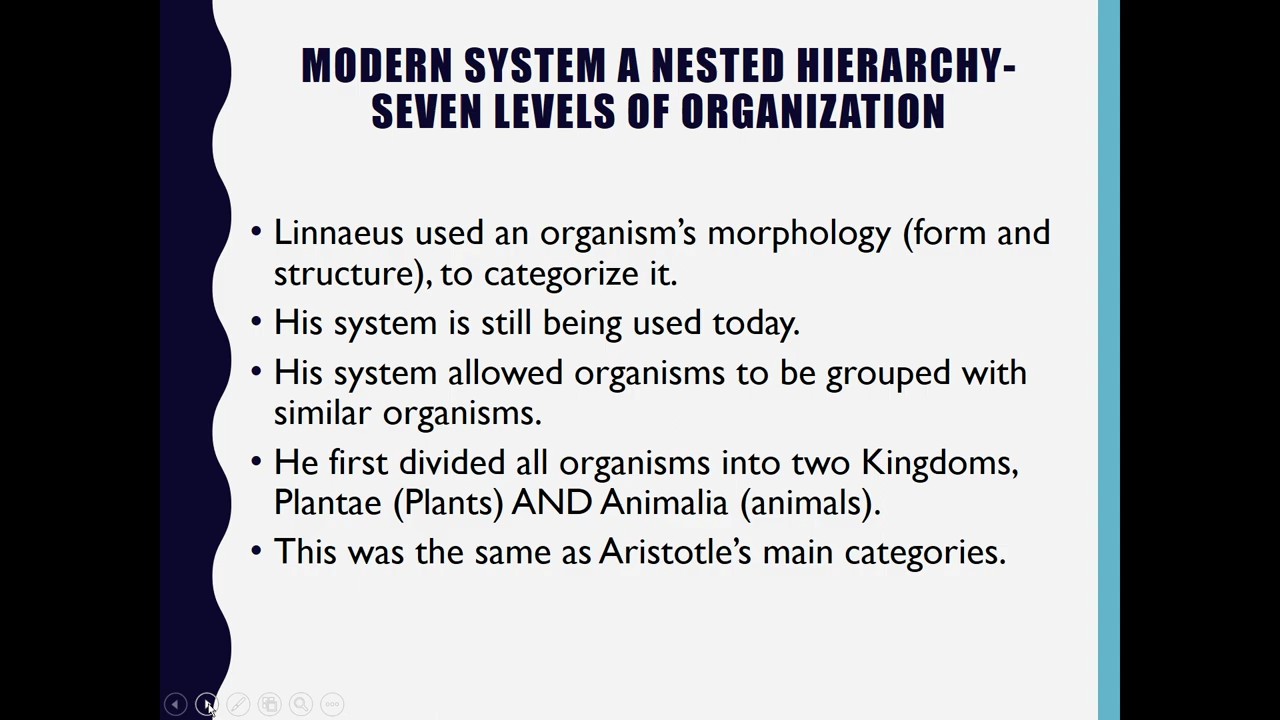 MODERN SYSTEM A NESTED HIERARCHY-
SEVEN LEVELS OF ORGANIZATION
• Linnaeus used an organism’s morphology (form and
structure), to categorize it.
• His system is still being used today.
• His system allowed organisms to be grouped with
similar organisms.
• He first divided all organisms into two Kingdoms,
Plantae (Plants) AND Animalia (animals).
• This was the same as Aristotle’s main categories.